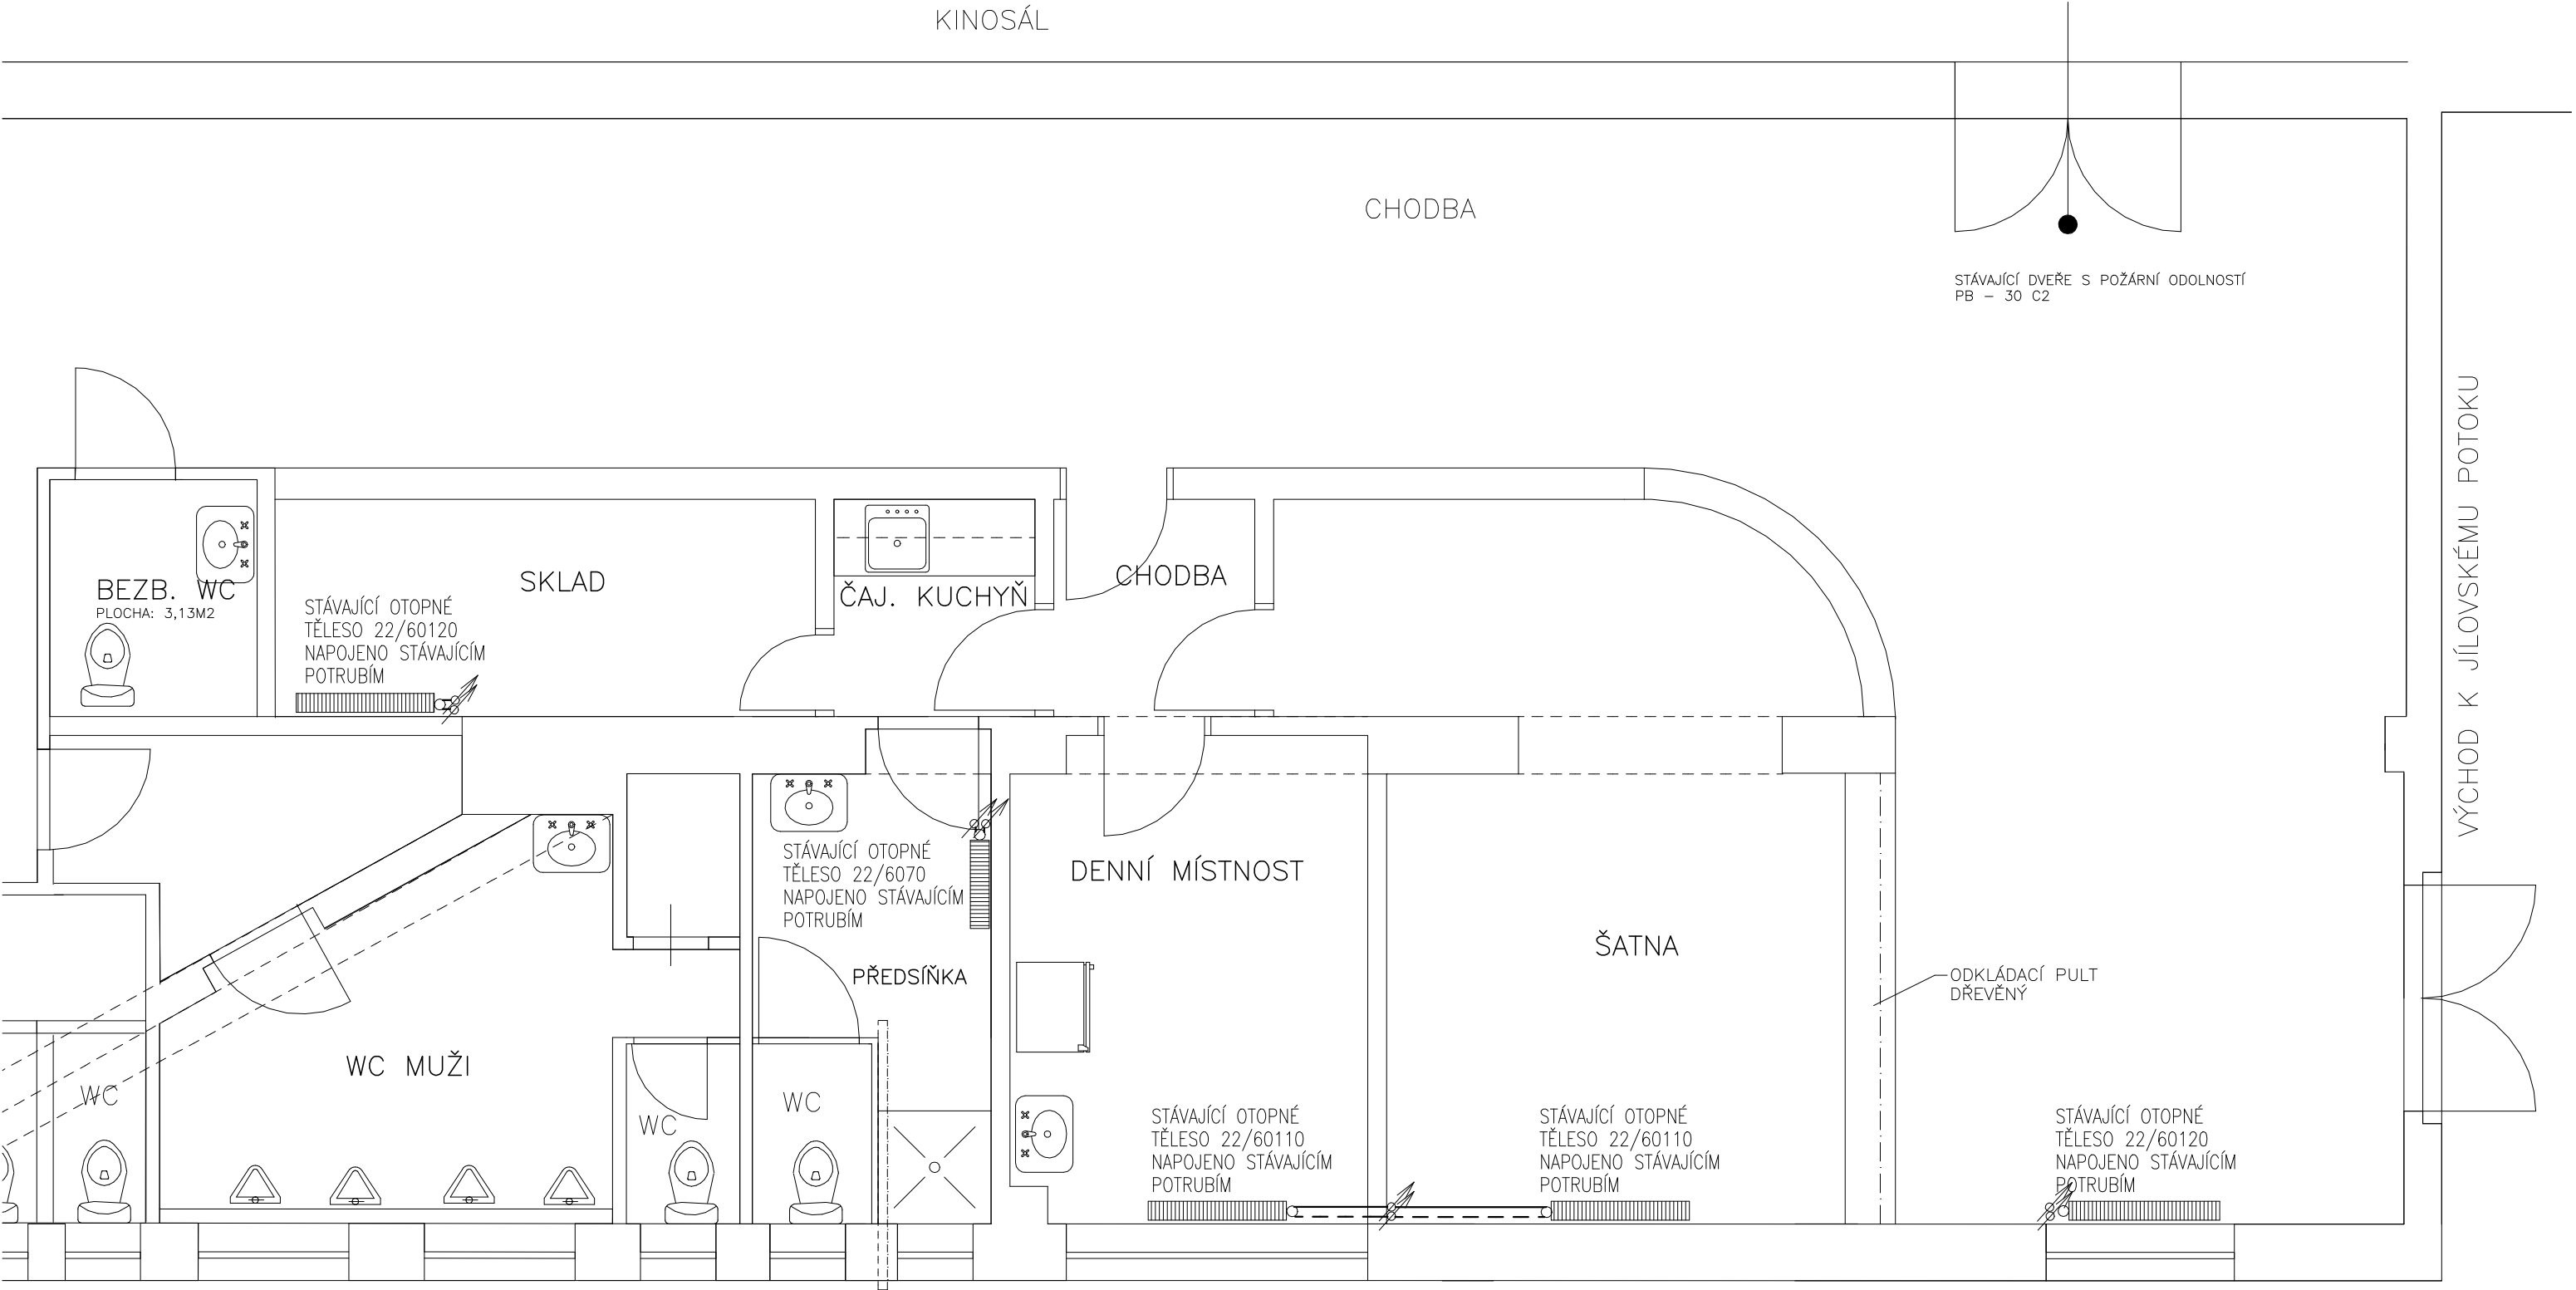 KINOSÁL
CHODBA
STÁVAJÍCÍ DVEŘE S POŽÁRNÍ ODOLNOSTÍ
PB – 30 C2
VÝCHOD K JÍLOVSKÉMU POTOKU
BEZB. WC
PLOCHA: 3,13M2
SKLAD
STÁVAJÍCÍ OTOPNÉ
TĚLESO 22/60120
NAPOJENO STÁVAJÍCÍM
POTRUBÍM
ČAJ. KUCHYŇ
CHODBA
STÁVAJÍCÍ OTOPNÉ
TĚLESO 22/6070
NAPOJENO STÁVAJÍCÍM
POTRUBÍM
PŘEDSÍŇKA
DENNÍ MÍSTNOST
ŠATNA
ODKLÁDACÍ PULT
DŘEVĚNÝ
WC MUŽI
WC
WC
WC
STÁVAJÍCÍ OTOPNÉ
TĚLESO 22/60110
NAPOJENO STÁVAJÍCÍM
POTRUBÍM
STÁVAJÍCÍ OTOPNÉ
TĚLESO 22/60110
NAPOJENO STÁVAJÍCÍM
POTRUBÍM
STÁVAJÍCÍ OTOPNÉ
TĚLESO 22/60120
NAPOJENO STÁVAJÍCÍM
POTRUBÍM